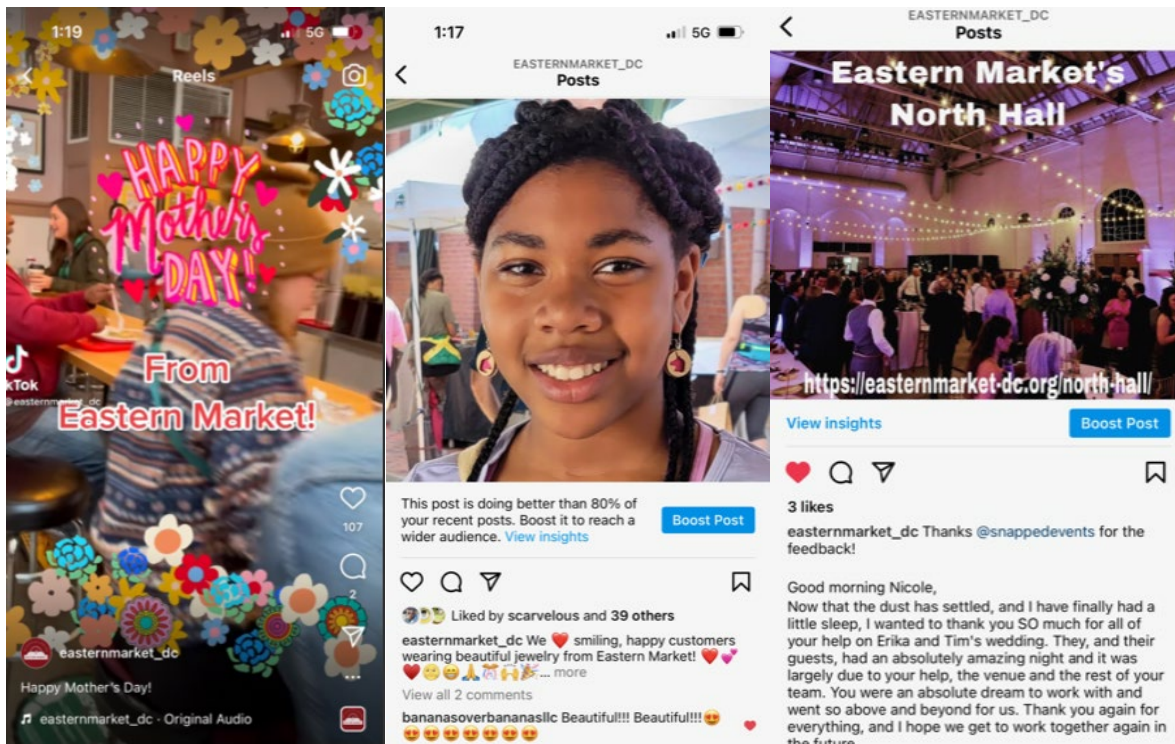 1:19
5G
Reels
HAPPY
Mother's
DAY!
From
Eastern Market!
kTok
@easternmarket_dc
107
2
easternmarket_dc
Happy Mother's Day!
easternmarket_dc · Original Audio
1:17
5G
EASTERNMARKET_DC
Posts
This post is doing better than 80% of
your recent posts. Boost it to reach a
wider audience. View insights
Boost Post
Liked by scarvelous and 39 others
easternmarket_dc We ❤️ smiling, happy customers
wearing beautiful jewelry from Eastern Market! ❤️💕
... more
View all 2 comments
bananasoverbananasllc Beautiful!!! Beautiful!!!😍
😍😍😍😍😍😍😍
EASTERNMARKET_DC
Posts
Eastern Market's
North Hall
https://easternmarket-dc.org/north-hall/
View insights
Boost Post
3 likes
easternmarket_dc Thanks @snappedevents for the
feedback!
Good morning Nicole,
Now that the dust has settled, and I have finally had a
little sleep, I wanted to thank you SO much for all of
your help on Erika and Tim's wedding. They, and their
guests, had an absolutely amazing night and it was
largely due to your help, the venue and the rest of your
team. You were an absolute dream to work with and
went so above and beyond for us. Thank you again for
everything, and I hope we get to work together again in
the future